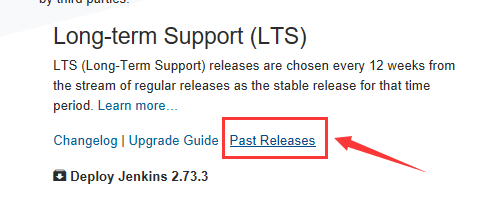 by third parties.
Long-term Support (LTS)
LTS (Long-Term Support) releases are chosen every 12 weeks from
the stream of regular releases as the stable release for that time
period. Learn more…
Changelog | Upgrade Guide Past Releases
Deploy Jenkins 2.73.3